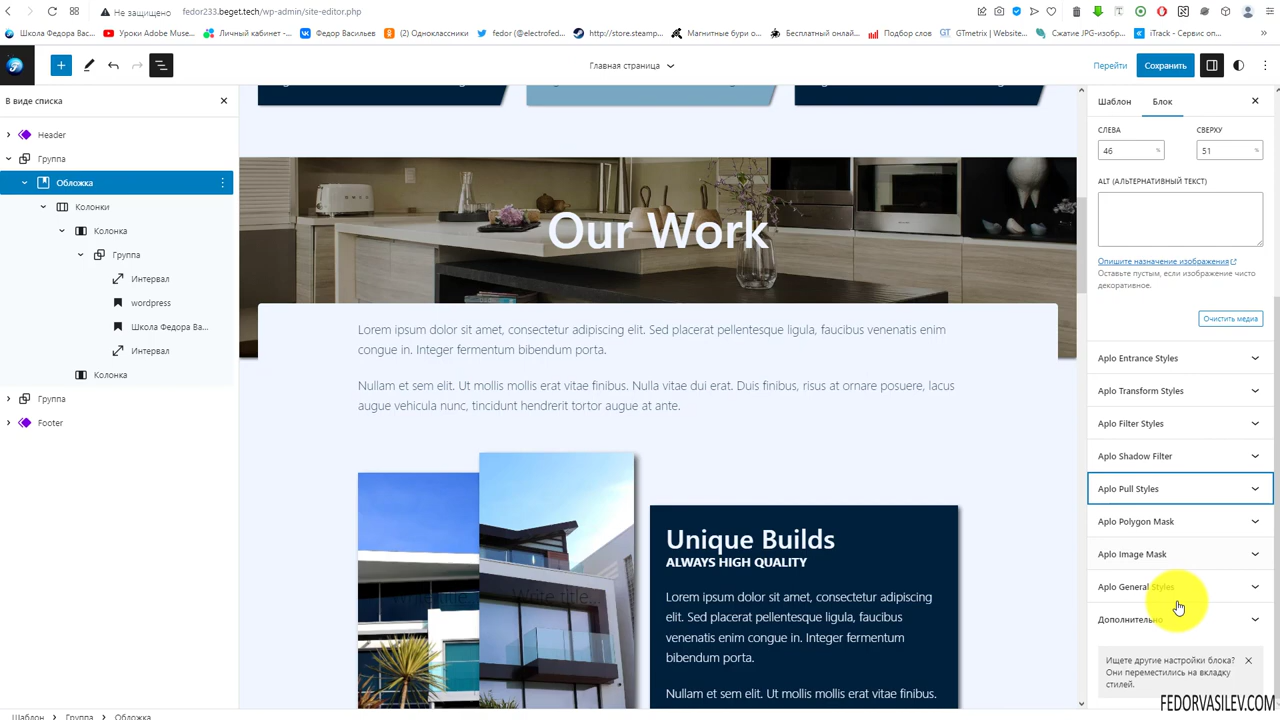 Не защищено
fedor233.beget.tech/wp-admin/site-editor.php
Школа Федора Вас...
Уроки Adobe Muse...
Личный кабинет -...
Федор Васильев
(2) Одноклассники
fedor (@electrofed...
http://store.steamp...
Магнитные бури о...
Бесплатный онлай...
Подбор слов
GTmetrix | Website...
Сжатие JPG-изобр...
iTrack - Сервис оп...
Главная страница
Перейти
Сохранить
В виде списка
Шаблон
Блок
Header
Группа
Обложка
Колонки
Колонка
Группа
Интервал
wordpress
Школа Федора Ва...
Интервал
Колонка
Группа
Footer
Our Work
Lorem ipsum dolor sit amet, consectetur adipiscing elit. Sed placerat pellentesque ligula, faucibus venenatis enim
congue in. Integer fermentum bibendum porta.
Nullam et sem elit. Ut mollis mollis erat vitae finibus. Nulla vitae dui erat. Duis finibus, risus at ornare posuere, lacus
augue vehicula nunc, tincidunt hendrerit tortor augue at ante.
Write title...
Unique Builds
ALWAYS HIGH QUALITY
Lorem ipsum dolor sit amet, consectetur
adipiscing elit. Sed placerat pellentesque
ligula, faucibus venenatis enim
congue in. Integer fermentum
bibendum porta.
Nullam et sem elit. Ut mollis mollis erat vitae finibus.
СЛЕВА
СВЕРХУ
46 %
51 %
ALT (АЛЬТЕРНАТИВНЫЙ ТЕКСТ)
Опишите назначение изображения
Оставьте пустым, если изображение чисто
декоративное.
Очистить медиа
Aplo Entrance Styles
Aplo Transform Styles
Aplo Filter Styles
Aplo Shadow Filter
Aplo Pull Styles
Aplo Polygon Mask
Aplo Image Mask
Aplo General Styles
Дополнительно
Ищете другие настройки блока?
Они переместились на вкладку
стилей.
FEDORVASILEV.COM
Шаблон › Группа › Обложка